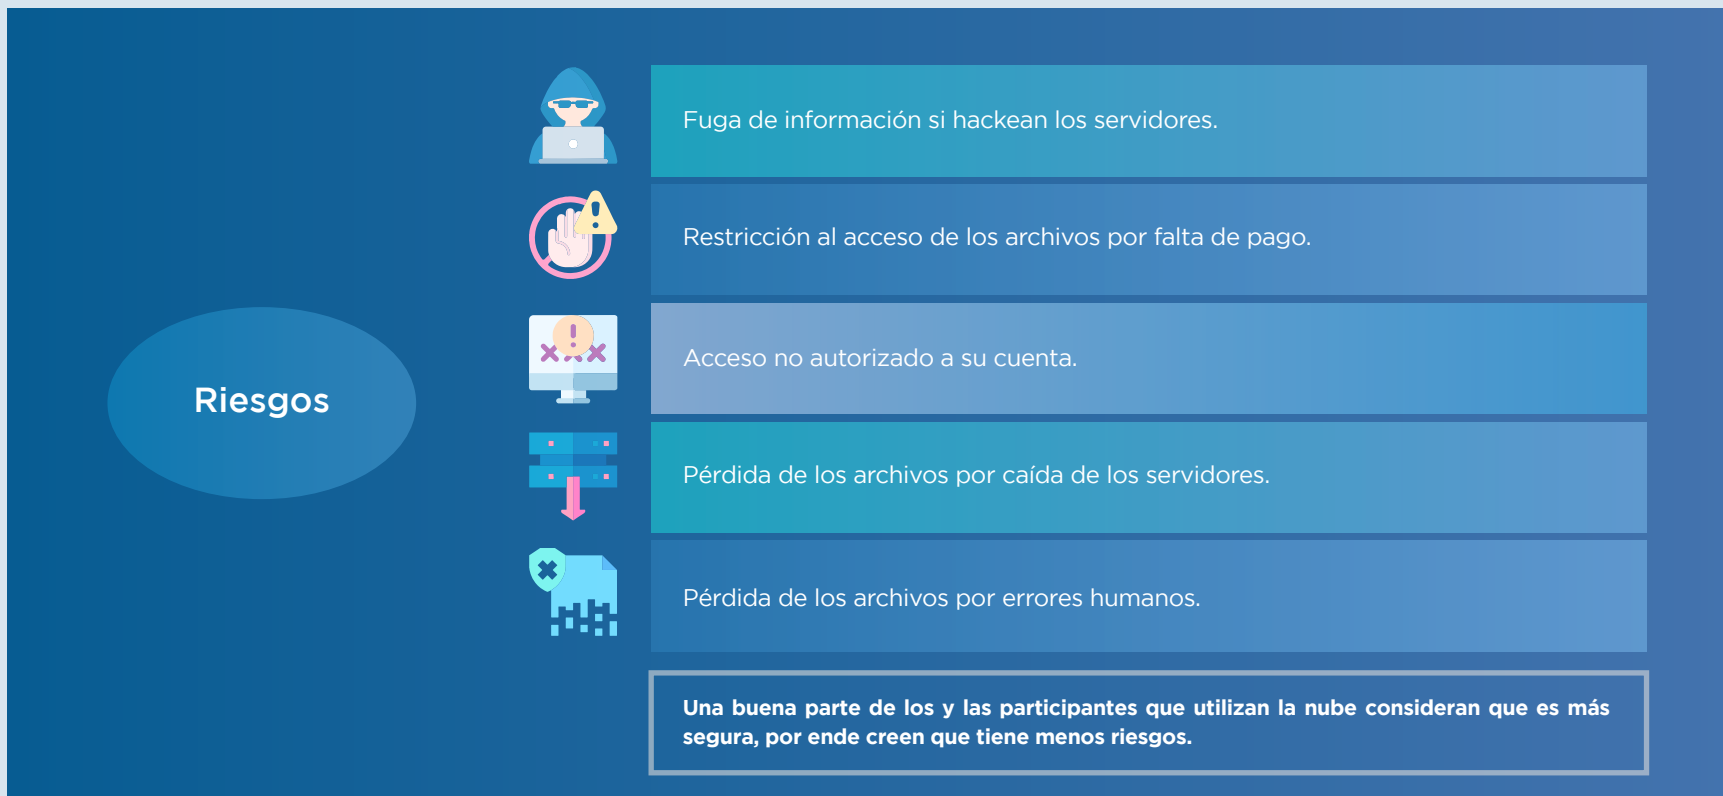 Riesgos
Fuga de información si hackean los servidores.
Restricción al acceso de los archivos por falta de pago.
Acceso no autorizado a su cuenta.
Pérdida de los archivos por caída de los servidores.
Pérdida de los archivos por errores humanos.
Una buena parte de los y las participantes que utilizan la nube consideran que es más
segura, por ende creen que tiene menos riesgos.